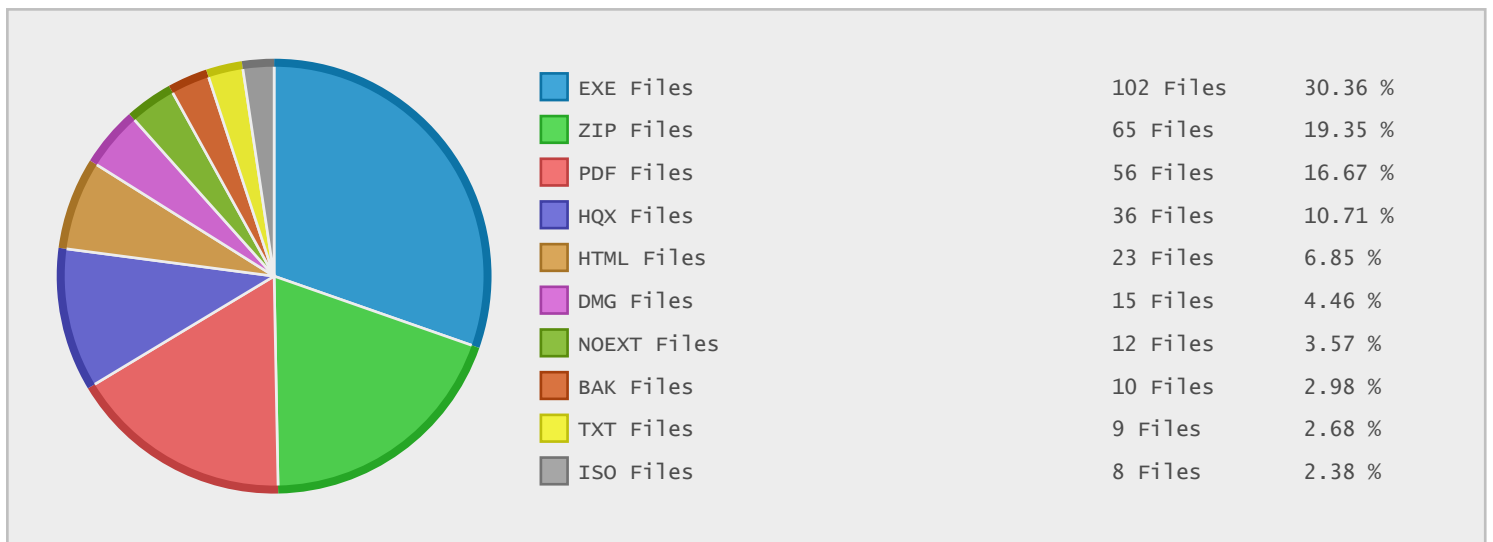 EXE Files 102 Files 30.36 %
ZIP Files 65 Files 19.35 %
PDF Files 56 Files 16.67 %
HQX Files 36 Files 10.71 %
HTML Files 23 Files 6.85 %
DMG Files 15 Files 4.46 %
NOEXT Files 12 Files 3.57 %
BAK Files 10 Files 2.98 %
TXT Files 9 Files 2.68 %
ISO Files 8 Files 2.38 %